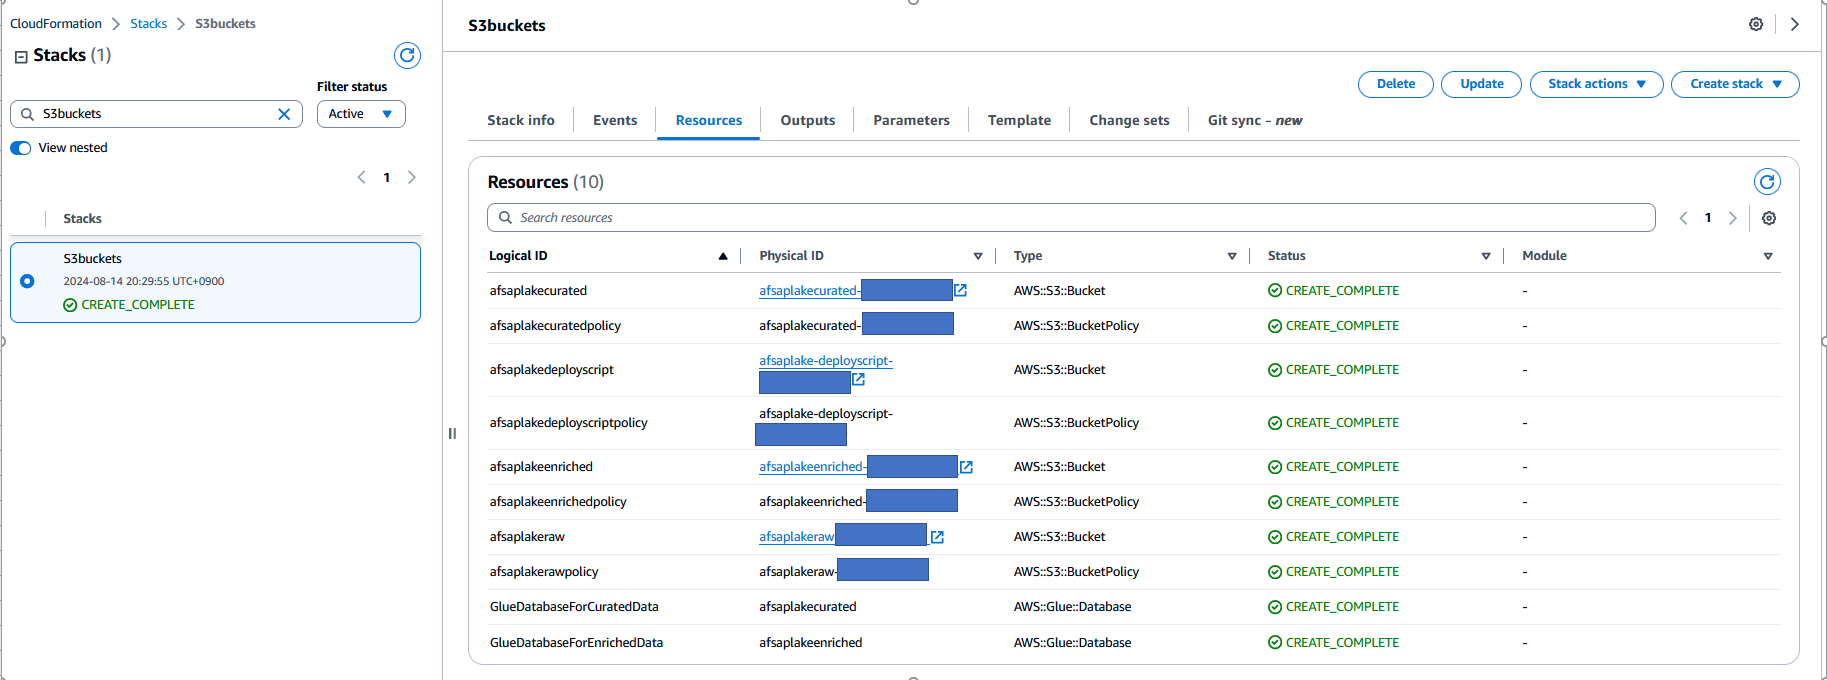 CloudFormation > Stacks > S3buckets
Stacks (1)
Filter status
S3buckets
Active
View nested
1
Stacks
S3buckets
2024-08-14 20:29:55 UTC+0900
CREATE_COMPLETE
S3buckets
Delete Update Stack actions Create stack
Stack info Events Resources Outputs Parameters Template Change sets Git sync - new
Resources (10)
Search resources
1
Logical ID Physical ID Type Status Module
afsaplakecurated afsaplakecurated- AWS::S3::Bucket CREATE_COMPLETE -
afsaplakecuratedpolicy afsaplakecurated- AWS::S3::BucketPolicy CREATE_COMPLETE -
afsaplakedeployscript afsaplake-deployscript- AWS::S3::Bucket CREATE_COMPLETE -
afsaplakedeployscriptpolicy afsaplake-deployscript- AWS::S3::BucketPolicy CREATE_COMPLETE -
afsaplakeenriched afsaplakeenriched- AWS::S3::Bucket CREATE_COMPLETE -
afsaplakeenrichedpolicy afsaplakeenriched- AWS::S3::BucketPolicy CREATE_COMPLETE -
afsaplakeraw afsaplakeraw AWS::S3::Bucket CREATE_COMPLETE -
afsaplakerawpolicy afsaplakeraw- AWS::S3::BucketPolicy CREATE_COMPLETE -
GlueDatabaseForCuratedData afsaplakecurated AWS::Glue::Database CREATE_COMPLETE -
GlueDatabaseForEnrichedData afsaplakeenriched AWS::Glue::Database CREATE_COMPLETE -